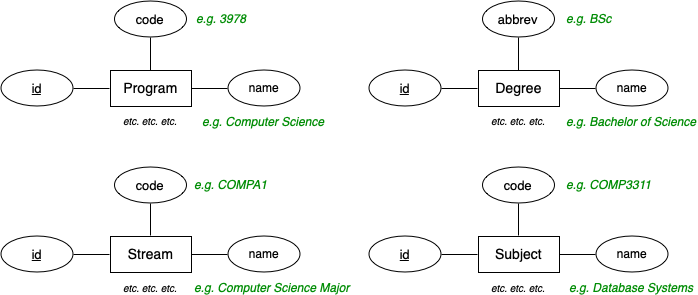 code
e.g. 3978
id
Program
name
etc. etc. etc.
e.g. Computer Science
abbrev
e.g. BSc
id
Degree
name
etc. etc. etc.
e.g. Bachelor of Science
code
e.g. COMPA1
id
Stream
name
etc. etc. etc.
e.g. Computer Science Major
code
e.g. COMP3311
id
Subject
name
etc. etc. etc.
e.g. Database Systems